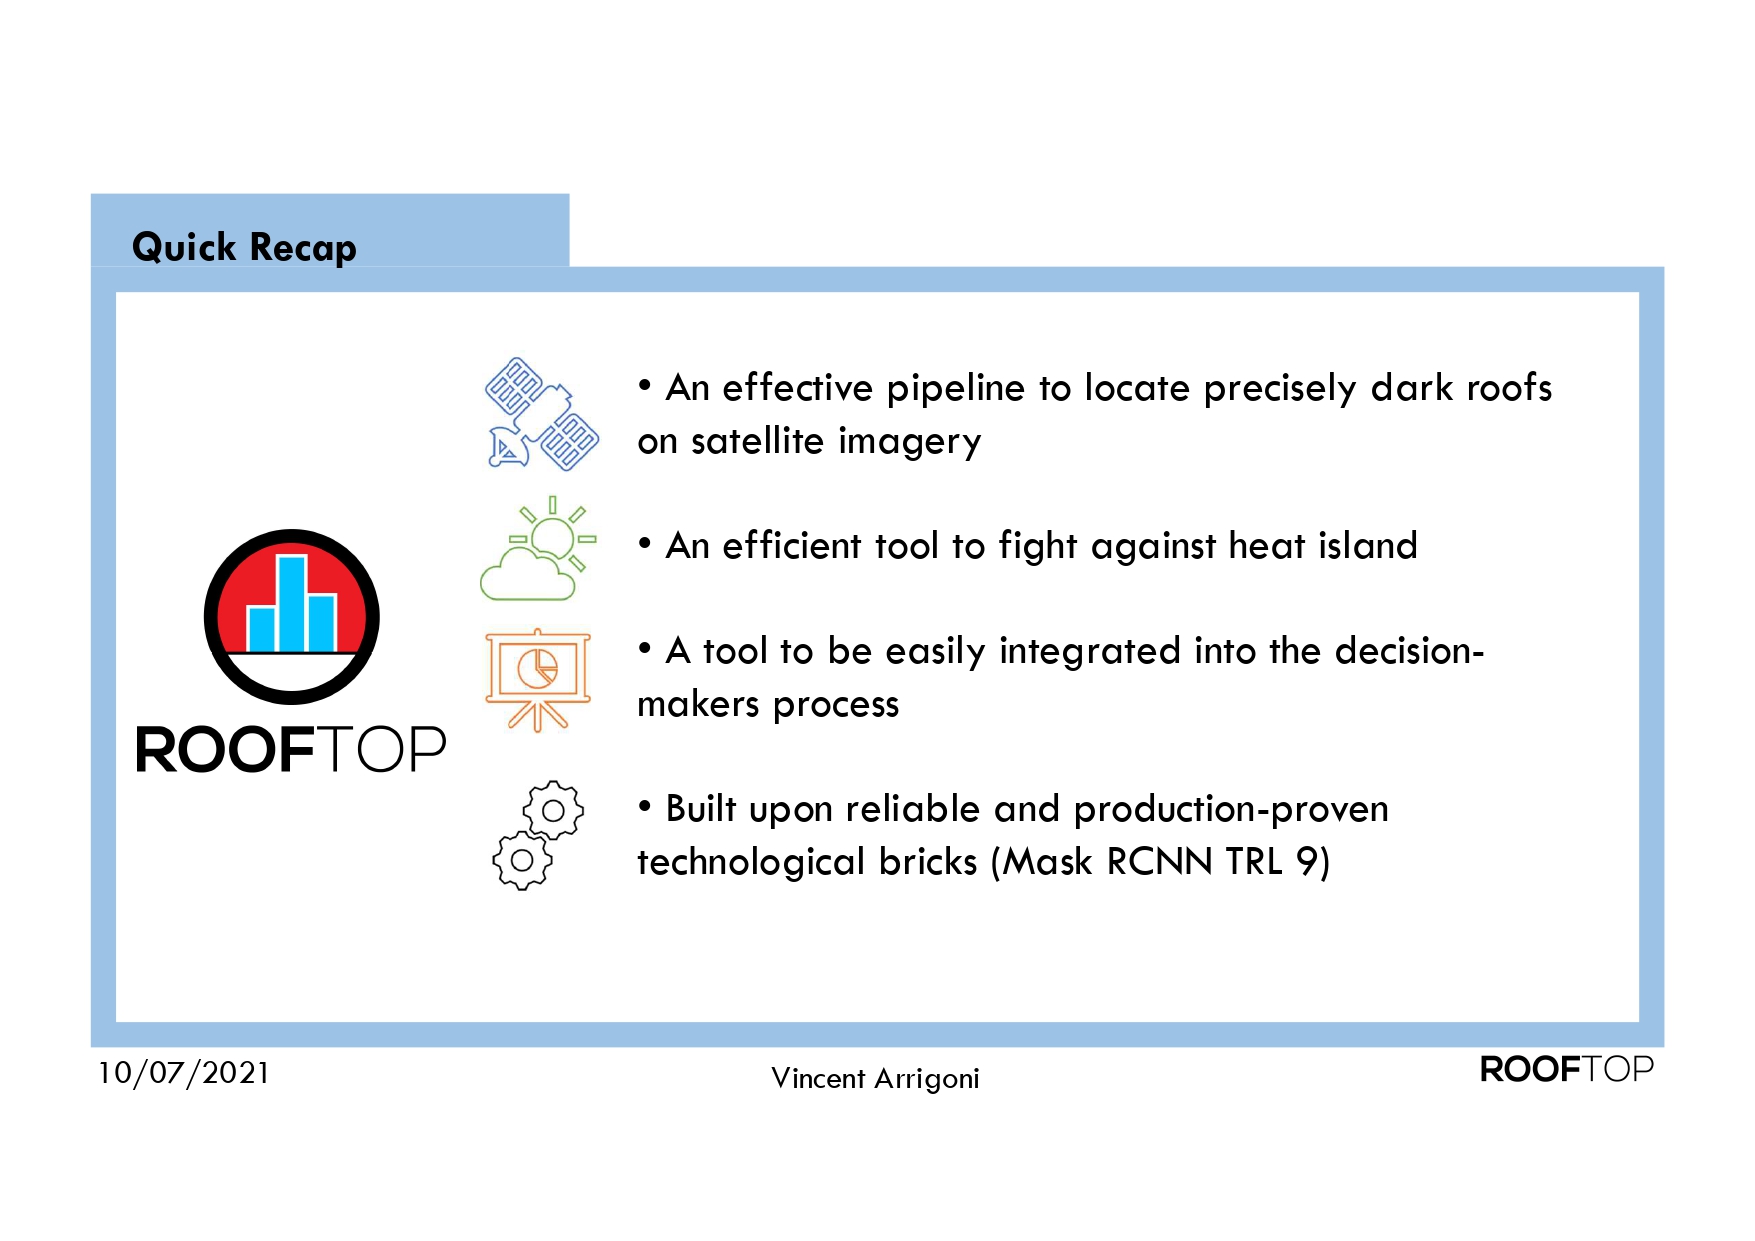 Quick Recap
• An effective pipeline to locate precisely dark roofs
on satellite imagery
• An efficient tool to fight against heat island
• A tool to be easily integrated into the decision-
makers process
• Built upon reliable and production-proven
technological bricks (Mask RCNN TRL 9)
ROOFTOP
10/07/2021
Vincent Arrigoni
ROOFTOP